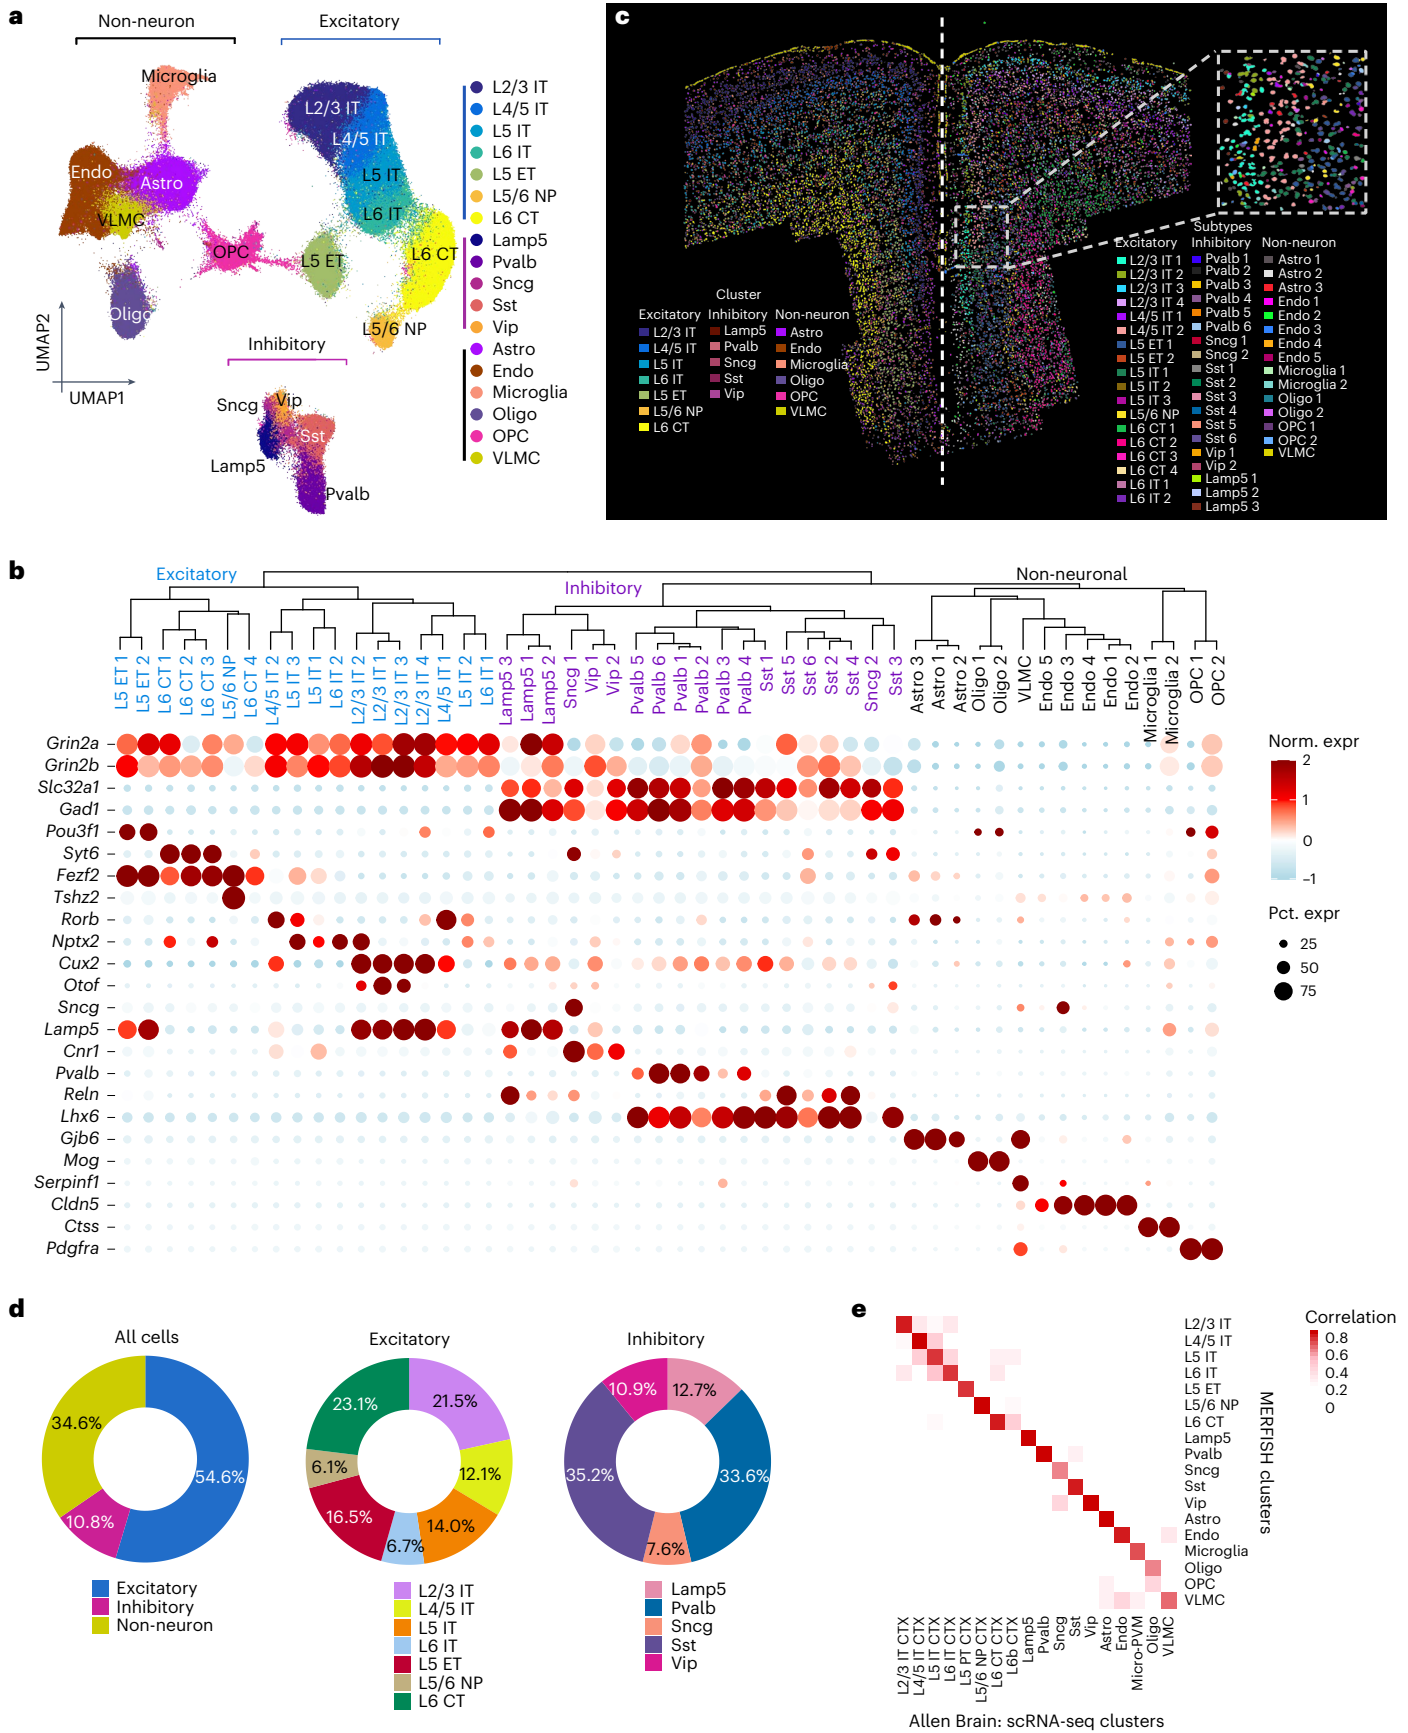 a
Non-neuron
Excitatory
Microglia
Endo
Astro
VLMC
OPC
Oligo
L2/3 IT
L4/5 IT
L5 IT
L6 IT
L5 ET
L6 CT
L5/6 NP
Inhibitory
Sncg
Vip
Sst
Lamp5
Pvalb
UMAP2
UMAP1
L2/3 IT
L4/5 IT
L5 IT
L6 IT
L5 ET
L5/6 NP
L6 CT
Lamp5
Pvalb
Sncg
Sst
Vip
Astro
Endo
Microglia
Oligo
OPC
VLMC
c
Cluster
Excitatory
L2/3 IT
L4/5 IT
L5 IT
L6 IT
L5 ET
L5/6 NP
L6 CT
Inhibitory
Lamp5
Pvalb
Sncg
Sst
Vip
Non-neuron
Astro
Endo
Microglia
Oligo
OPC
VLMC
Subtypes
Excitatory
L2/3 IT 1
L2/3 IT 2
L2/3 IT 3
L2/3 IT 4
L4/5 IT 1
L4/5 IT 2
L5 ET 1
L5 ET 2
L5 IT 1
L5 IT 2
L5 IT 3
L5/6 NP
L6 CT 1
L6 CT 2
L6 CT 3
L6 CT 4
L6 IT 1
L6 IT 2
Inhibitory
Pvalb 1
Pvalb 2
Pvalb 3
Pvalb 4
Pvalb 5
Pvalb 6
Sncg 1
Sncg 2
Sst 1
Sst 2
Sst 3
Sst 4
Sst 5
Sst 6
Vip 1
Vip 2
Lamp5 1
Lamp5 2
Lamp5 3
Non-neuron
Astro 1
Astro 2
Astro 3
Endo 1
Endo 2
Endo 3
Endo 4
Endo 5
Microglia 1
Microglia 2
Oligo 1
Oligo 2
OPC 1
OPC 2
VLMC
b
Excitatory
Inhibitory
Non-neuronal
L5 ET 1
L5 ET 2
L6 CT 1
L6 CT 2
L6 CT 3
L5/6 NP
L6 CT 4
L4/5 IT 2
L5 IT 3
L5 IT 1
L6 IT 2
L2/3 IT 2
L2/3 IT 1
L2/3 IT 3
L2/3 IT 4
L4/5 IT 1
L5 IT 2
L6 IT 1
Lamp5 3
Lamp5 1
Lamp5 2
Sncg 1
Vip 1
Vip 2
Pvalb 5
Pvalb 6
Pvalb 1
Pvalb 2
Pvalb 3
Pvalb 4
Sst 1
Sst 5
Sst 6
Sst 2
Sst 4
Sncg 2
Sst 3
Astro 3
Astro 1
Astro 2
Oligo 1
Oligo 2
VLMC
Endo 5
Endo 3
Endo 4
Endo 1
Endo 2
Microglia 1
Microglia 2
OPC 1
OPC 2
Grin2a
Grin2b
Slc32a1
Gad1
Pou3f1
Syt6
Fezf2
Tshz2
Rorb
Nptx2
Cux2
Otof
Sncg
Lamp5
Cnr1
Pvalb
Reln
Lhx6
Gjb6
Mog
Serpinf1
Cldn5
Ctss
Pdgfra
Norm. expr
2
1
0
−1
Pct. expr
25
50
75
d
All cells
34.6%
54.6%
10.8%
Excitatory
Inhibitory
Non-neuron
Excitatory
23.1%
21.5%
6.1%
12.1%
16.5%
14.0%
6.7%
L2/3 IT
L4/5 IT
L5 IT
L6 IT
L5 ET
L5/6 NP
L6 CT
Inhibitory
10.9%
12.7%
35.2%
33.6%
7.6%
Lamp5
Pvalb
Sncg
Sst
Vip
e
L2/3 IT
L4/5 IT
L5 IT
L6 IT
L5 ET
L5/6 NP
L6 CT
Lamp5
Pvalb
Sncg
Sst
Vip
Astro
Endo
Microglia
Oligo
OPC
VLMC
MERFISH clusters
Correlation
0.8
0.6
0.4
0.2
0
L2/3 IT CTX
L4/5 IT CTX
L5 IT CTX
L6 IT CTX
L5 PT CTX
L5/6 NP CTX
L6 CT CTX
L6b CTX
Lamp5
Pvalb
Sncg
Sst
Vip
Astro
Endo
Micro-PVM
Oligo
VLMC
Allen Brain: scRNA-seq clusters